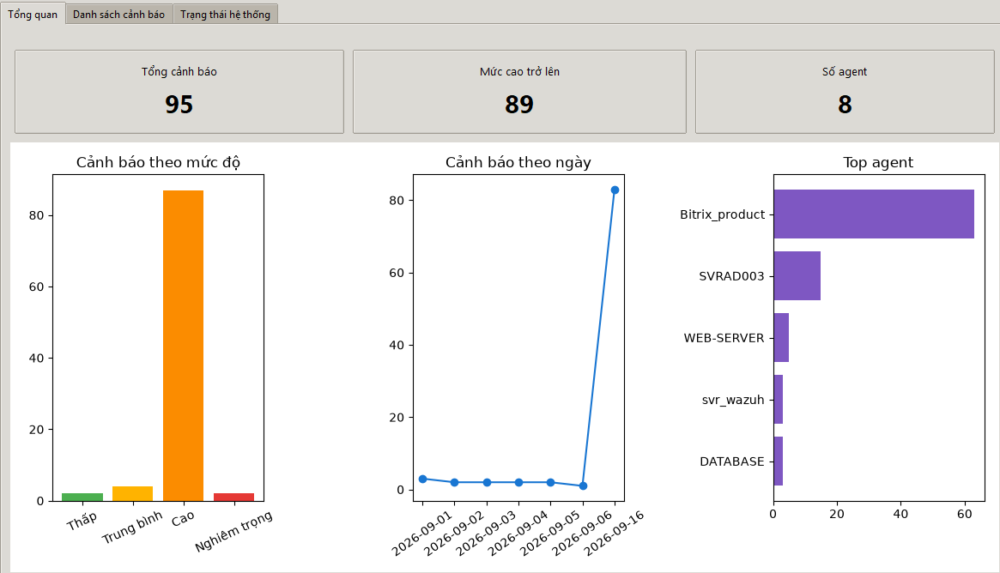 Tổng quan
Danh sách cảnh báo
Trạng thái hệ thống
Tổng cảnh báo
95
Mức cao trở lên
89
Số agent
8
Cảnh báo theo mức độ
80
60
40
20
0
Thấp
Trung bình
Cao
Nghiêm trọng
Cảnh báo theo ngày
80
60
40
20
0
2026-09-01
2026-09-02
2026-09-03
2026-09-04
2026-09-05
2026-09-06
2026-09-16
Top agent
Bitrix_product
SVRAD003
WEB-SERVER
svr_wazuh
DATABASE
0
20
40
60